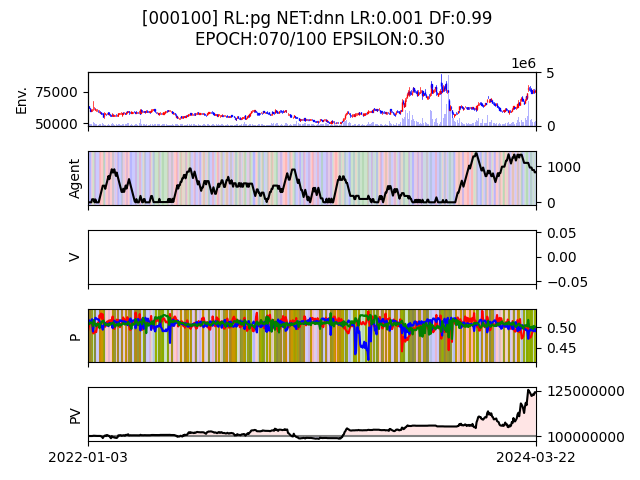 [000100] RL:pg NET:dnn LR:0.001 DF:0.99
EPOCH:070/100 EPSILON:0.30
1e6
Env.
75000
50000
5
0
Agent
1000
0
V
0.05
0.00
−0.05
P
0.50
0.45
PV
125000000
100000000
2022-01-03
2024-03-22